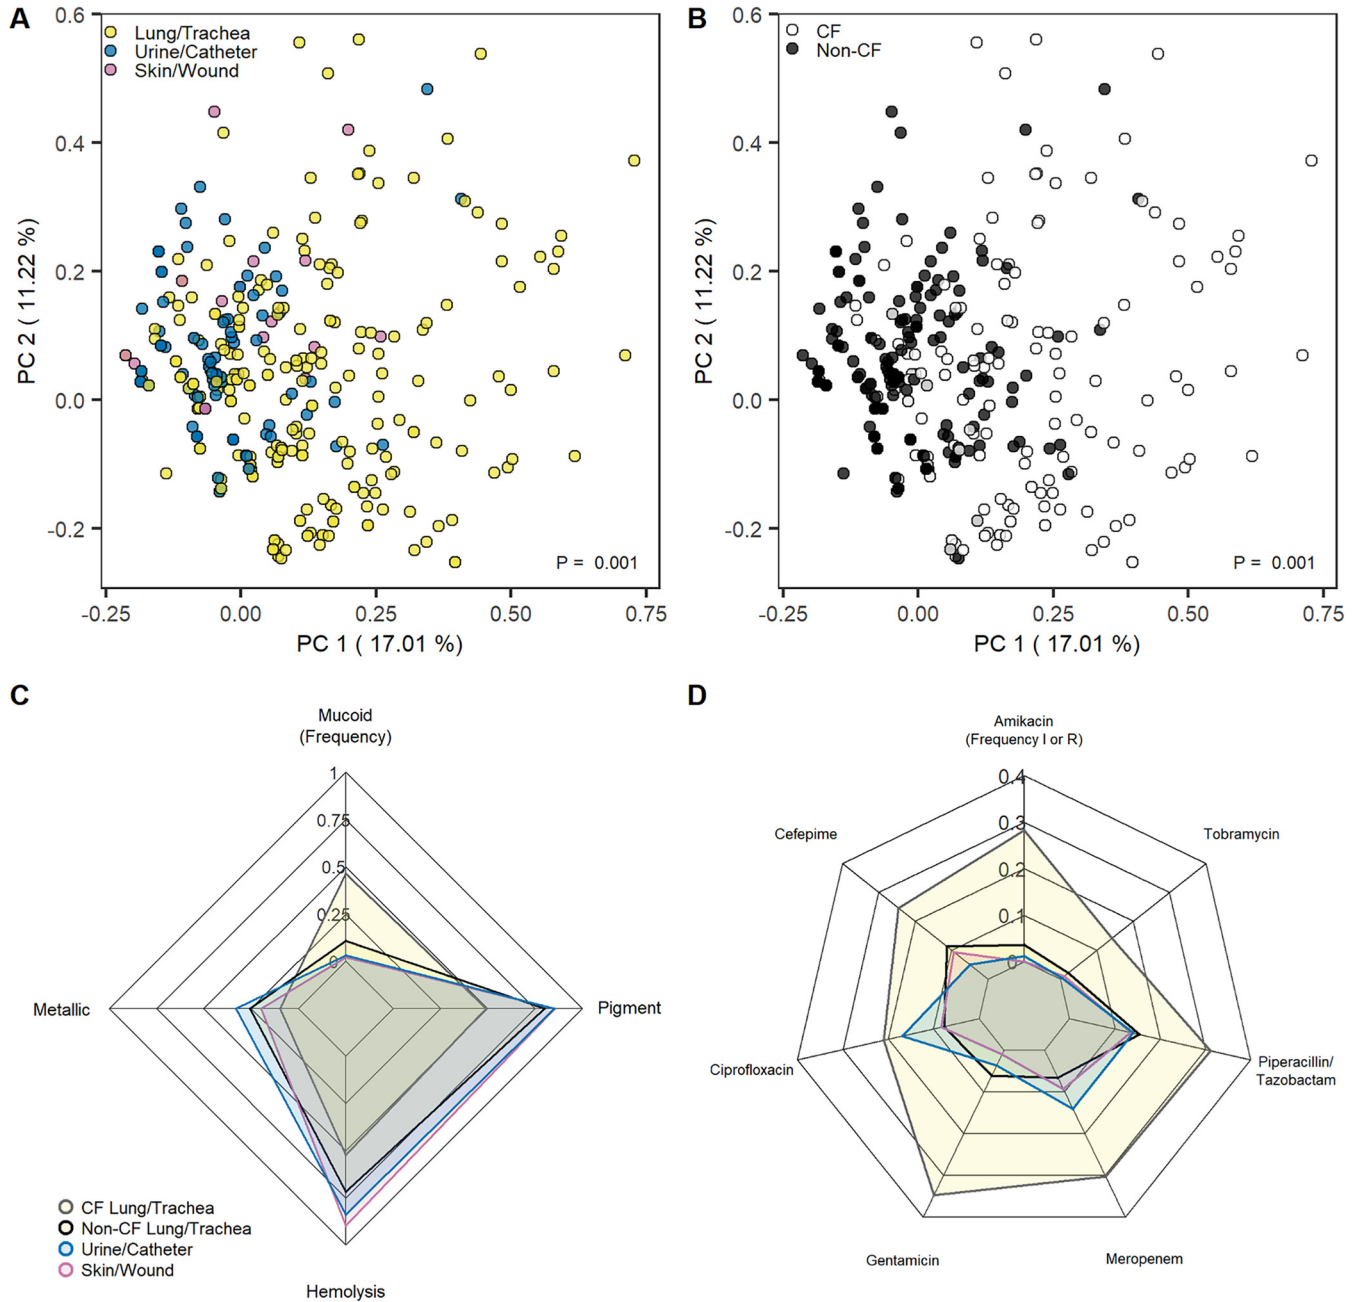 A
Lung/Trachea
Urine/Catheter
Skin/Wound
0.6
0.4
0.2
0.0
-0.2
PC 2 ( 11.22 %)
P = 0.001
-0.25
0.00
0.25
0.50
0.75
PC 1 ( 17.01 %)
B
CF
Non-CF
0.6
0.4
0.2
0.0
-0.2
PC 2 ( 11.22 %)
P = 0.001
-0.25
0.00
0.25
0.50
0.75
PC 1 ( 17.01 %)
C
Mucoid
(Frequency)
1
0.75
0.5
0.25
0
Metallic
Pigment
Hemolysis
CF Lung/Trachea
Non-CF Lung/Trachea
Urine/Catheter
Skin/Wound
D
Amikacin
(Frequency I or R)
0.4
0.3
0.2
0.1
0
Cefepime
Tobramycin
Ciprofloxacin
Piperacillin/
Tazobactam
Gentamicin
Meropenem